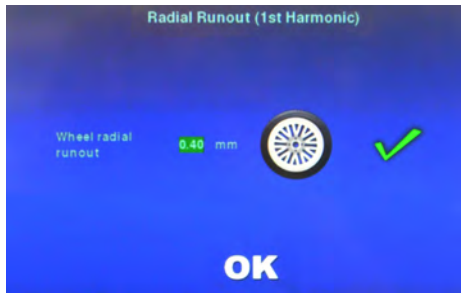 Radial Runout (1st Harmonic)
Wheel radial
runout
0.40 mm
OK